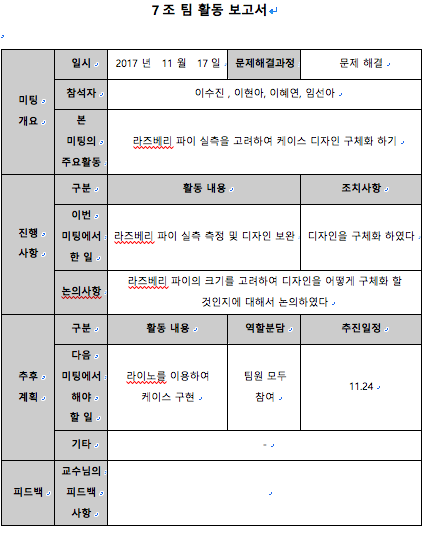 7조 팀 활동 보고서
미팅
개요
일시
2017 년 11 월 17 일
문제해결과정
문제 해결
참석자
이수진 , 이현아, 이혜연, 임선아
본
미팅의
주요활동
라즈베리 파이 실측을 고려하여 케이스 디자인 구체화 하기
진행
사항
구분
활동 내용
조치사항
이번
미팅에서
한 일
라즈베리 파이 실측 측정 및 디자인 보완
디자인을 구체화 하였다
논의사항
라즈베리 파이의 크기를 고려하여 디자인을 어떻게 구체화 할
것인지에 대해서 논의하였다
추후
계획
구분
활동 내용
역할분담
추진일정
다음
미팅에서
해야
할 일
라이노를 이용하여
케이스 구현
팀원 모두
참여
11.24
기타
-
피드백
교수님의
피드백
사항